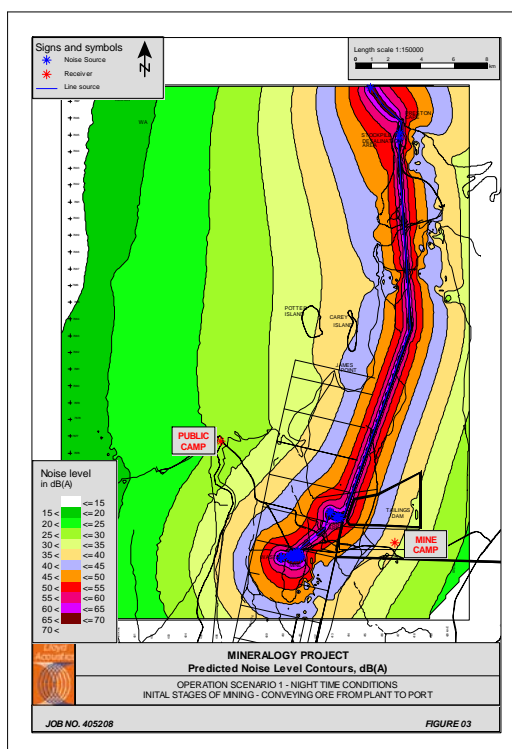 Signs and symbols
Noise Source
Receiver
Line source
N
Length scale 1:150000
0 1 2 4 6 8
km
WA
STOCKPILE
AREA
POTTER
ISLAND
CAREY
ISLAND
JAMES
POINT
PUBLIC
CAMP
TAILINGS
DAM
MINE
CAMP
Noise level
in dB(A)
<=15
15 < <=20
20 < <=25
25 < <=30
30 < <=35
35 < <=40
40 < <=45
45 < <=50
50 < <=55
55 < <=60
60 < <=65
65 < <=70
70 <
Lloyd
Acoustics
MINERALOGY PROJECT
Predicted Noise Level Contours, dB(A)
OPERATION SCENARIO 1 - NIGHT TIME CONDITIONS
INITAL STAGES OF MINING - CONVEYING ORE FROM PLANT TO PORT
JOB NO. 405208
FIGURE 03